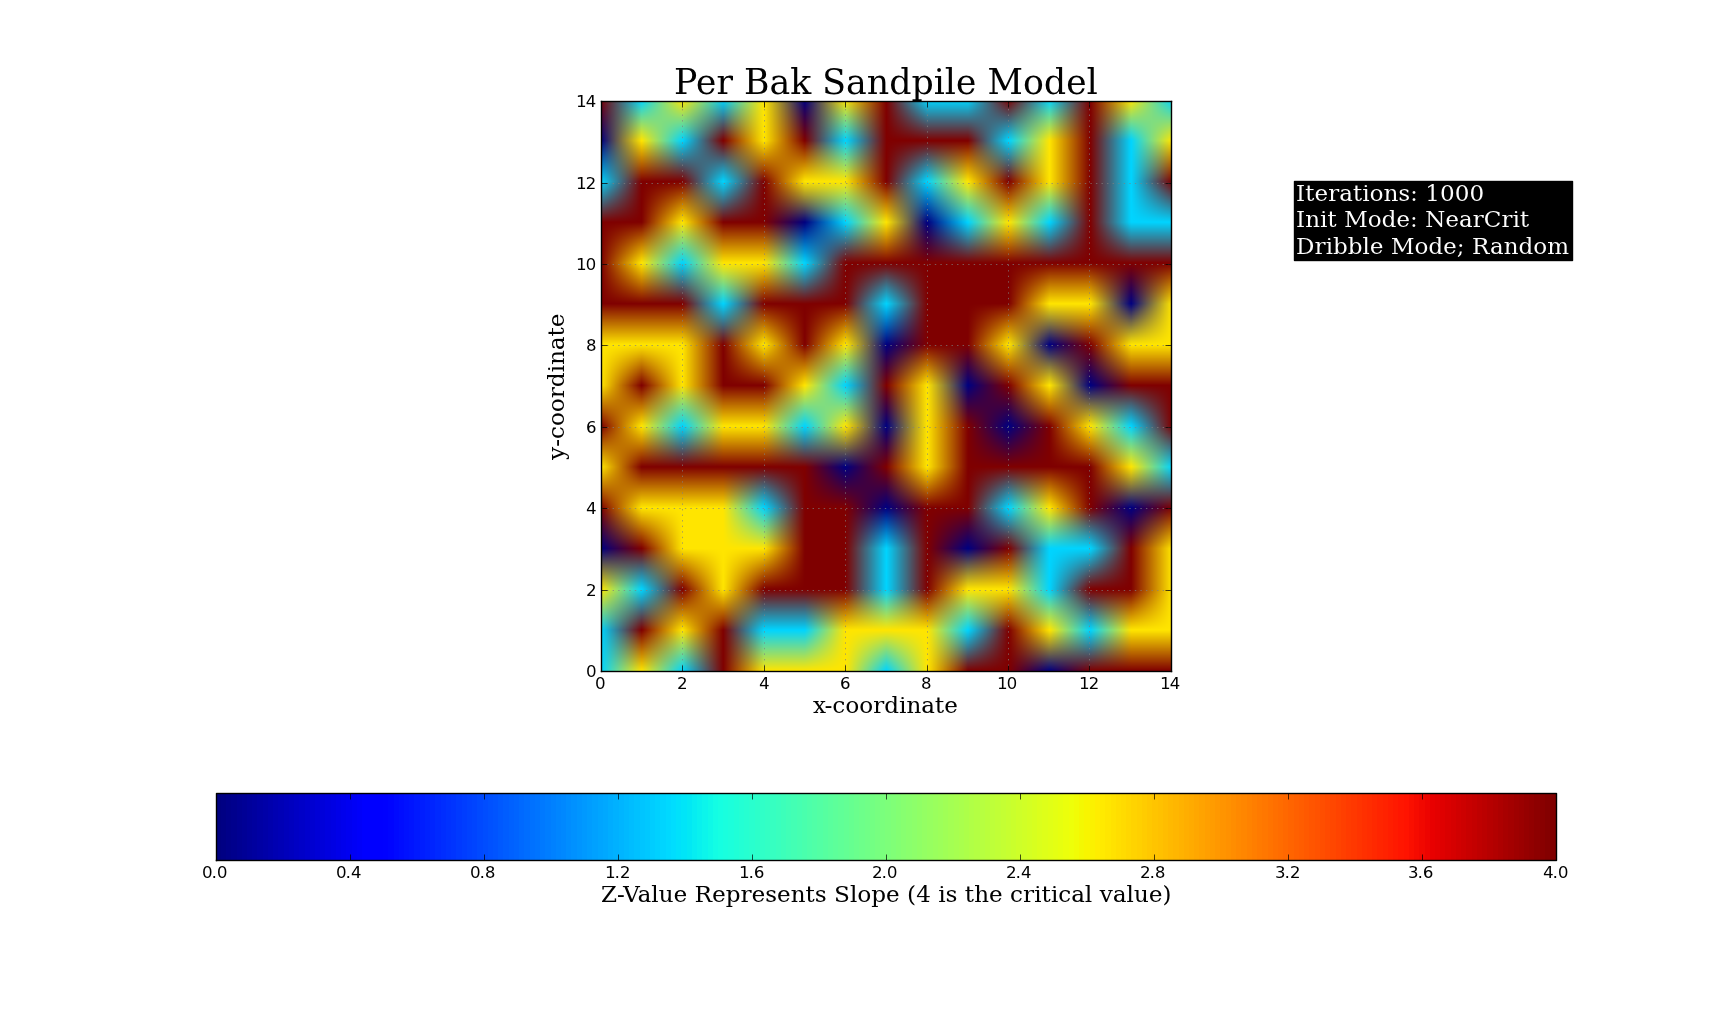 Per Bak Sandpile Model
14
12
10
8
6
4
2
0
y-coordinate
0 2 4 6 8 10 12 14
x-coordinate
Iterations: 1000
Init Mode: NearCrit
Dribble Mode; Random
0.0 0.4 0.8 1.2 1.6 2.0 2.4 2.8 3.2 3.6 4.0
Z-Value Represents Slope (4 is the critical value)